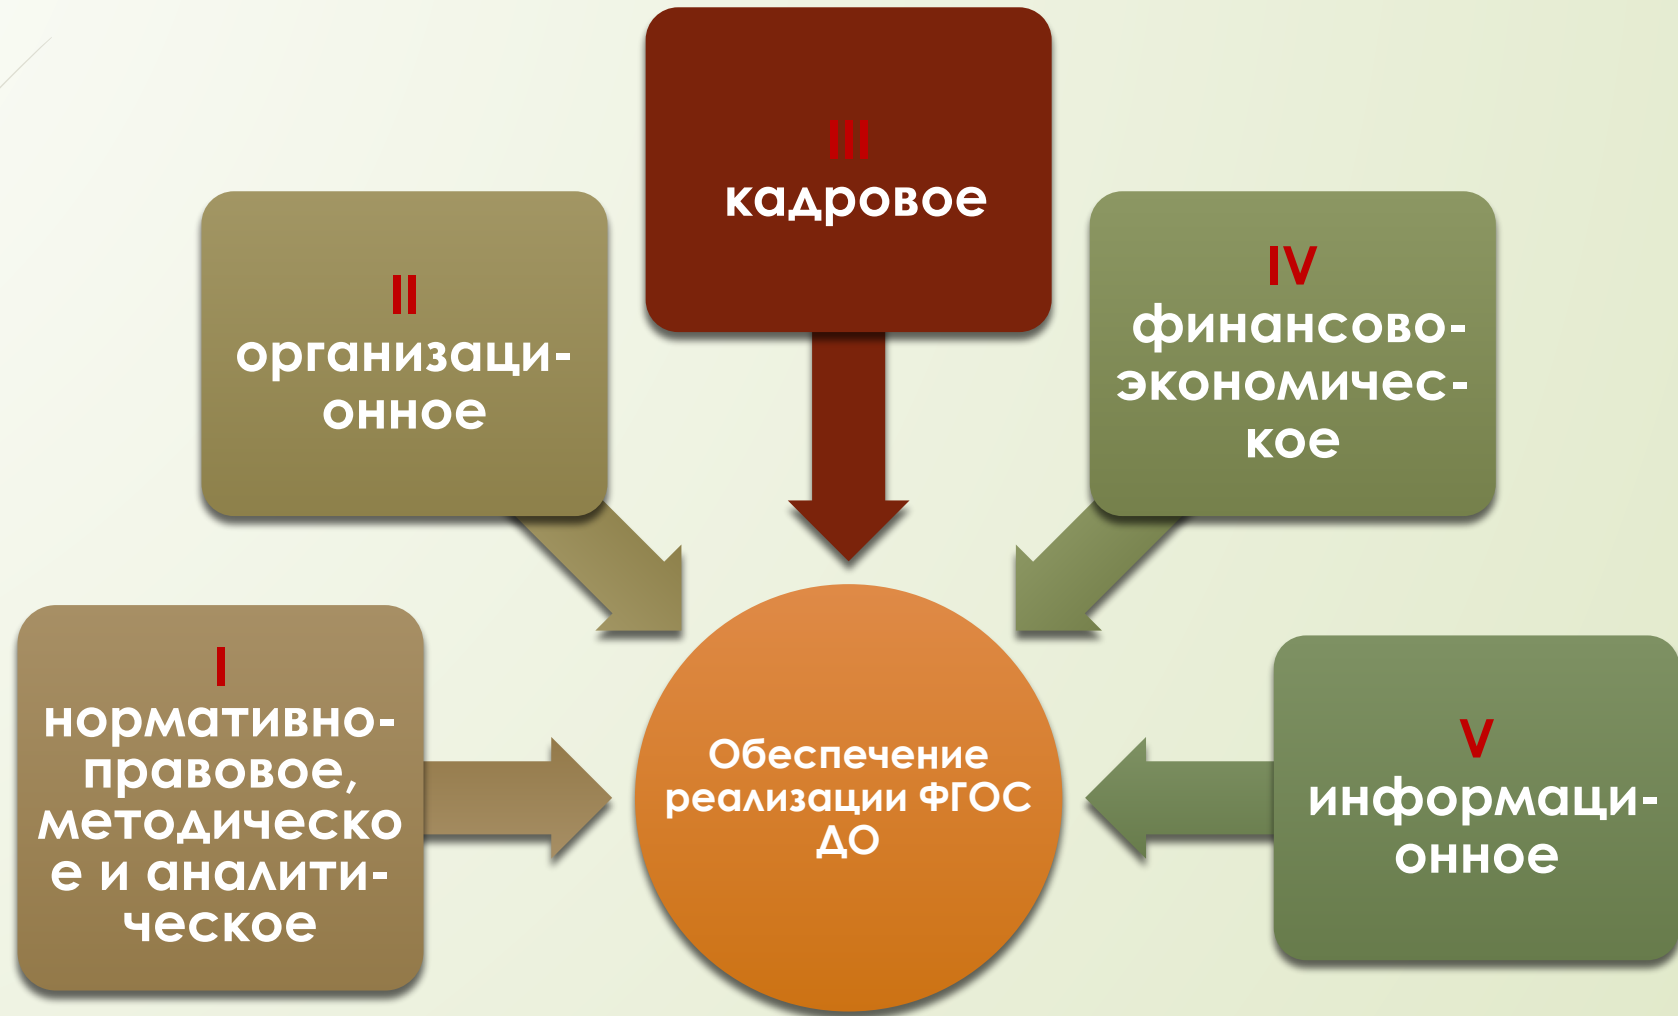 I
нормативно-
правовое,
методическо
е и аналити-
ческое
II
организаци-
онное
III
кадровое
IV
финансово-
экономичес-
кое
V
информаци-
онное
Обеспечение
реализации ФГОС
ДО